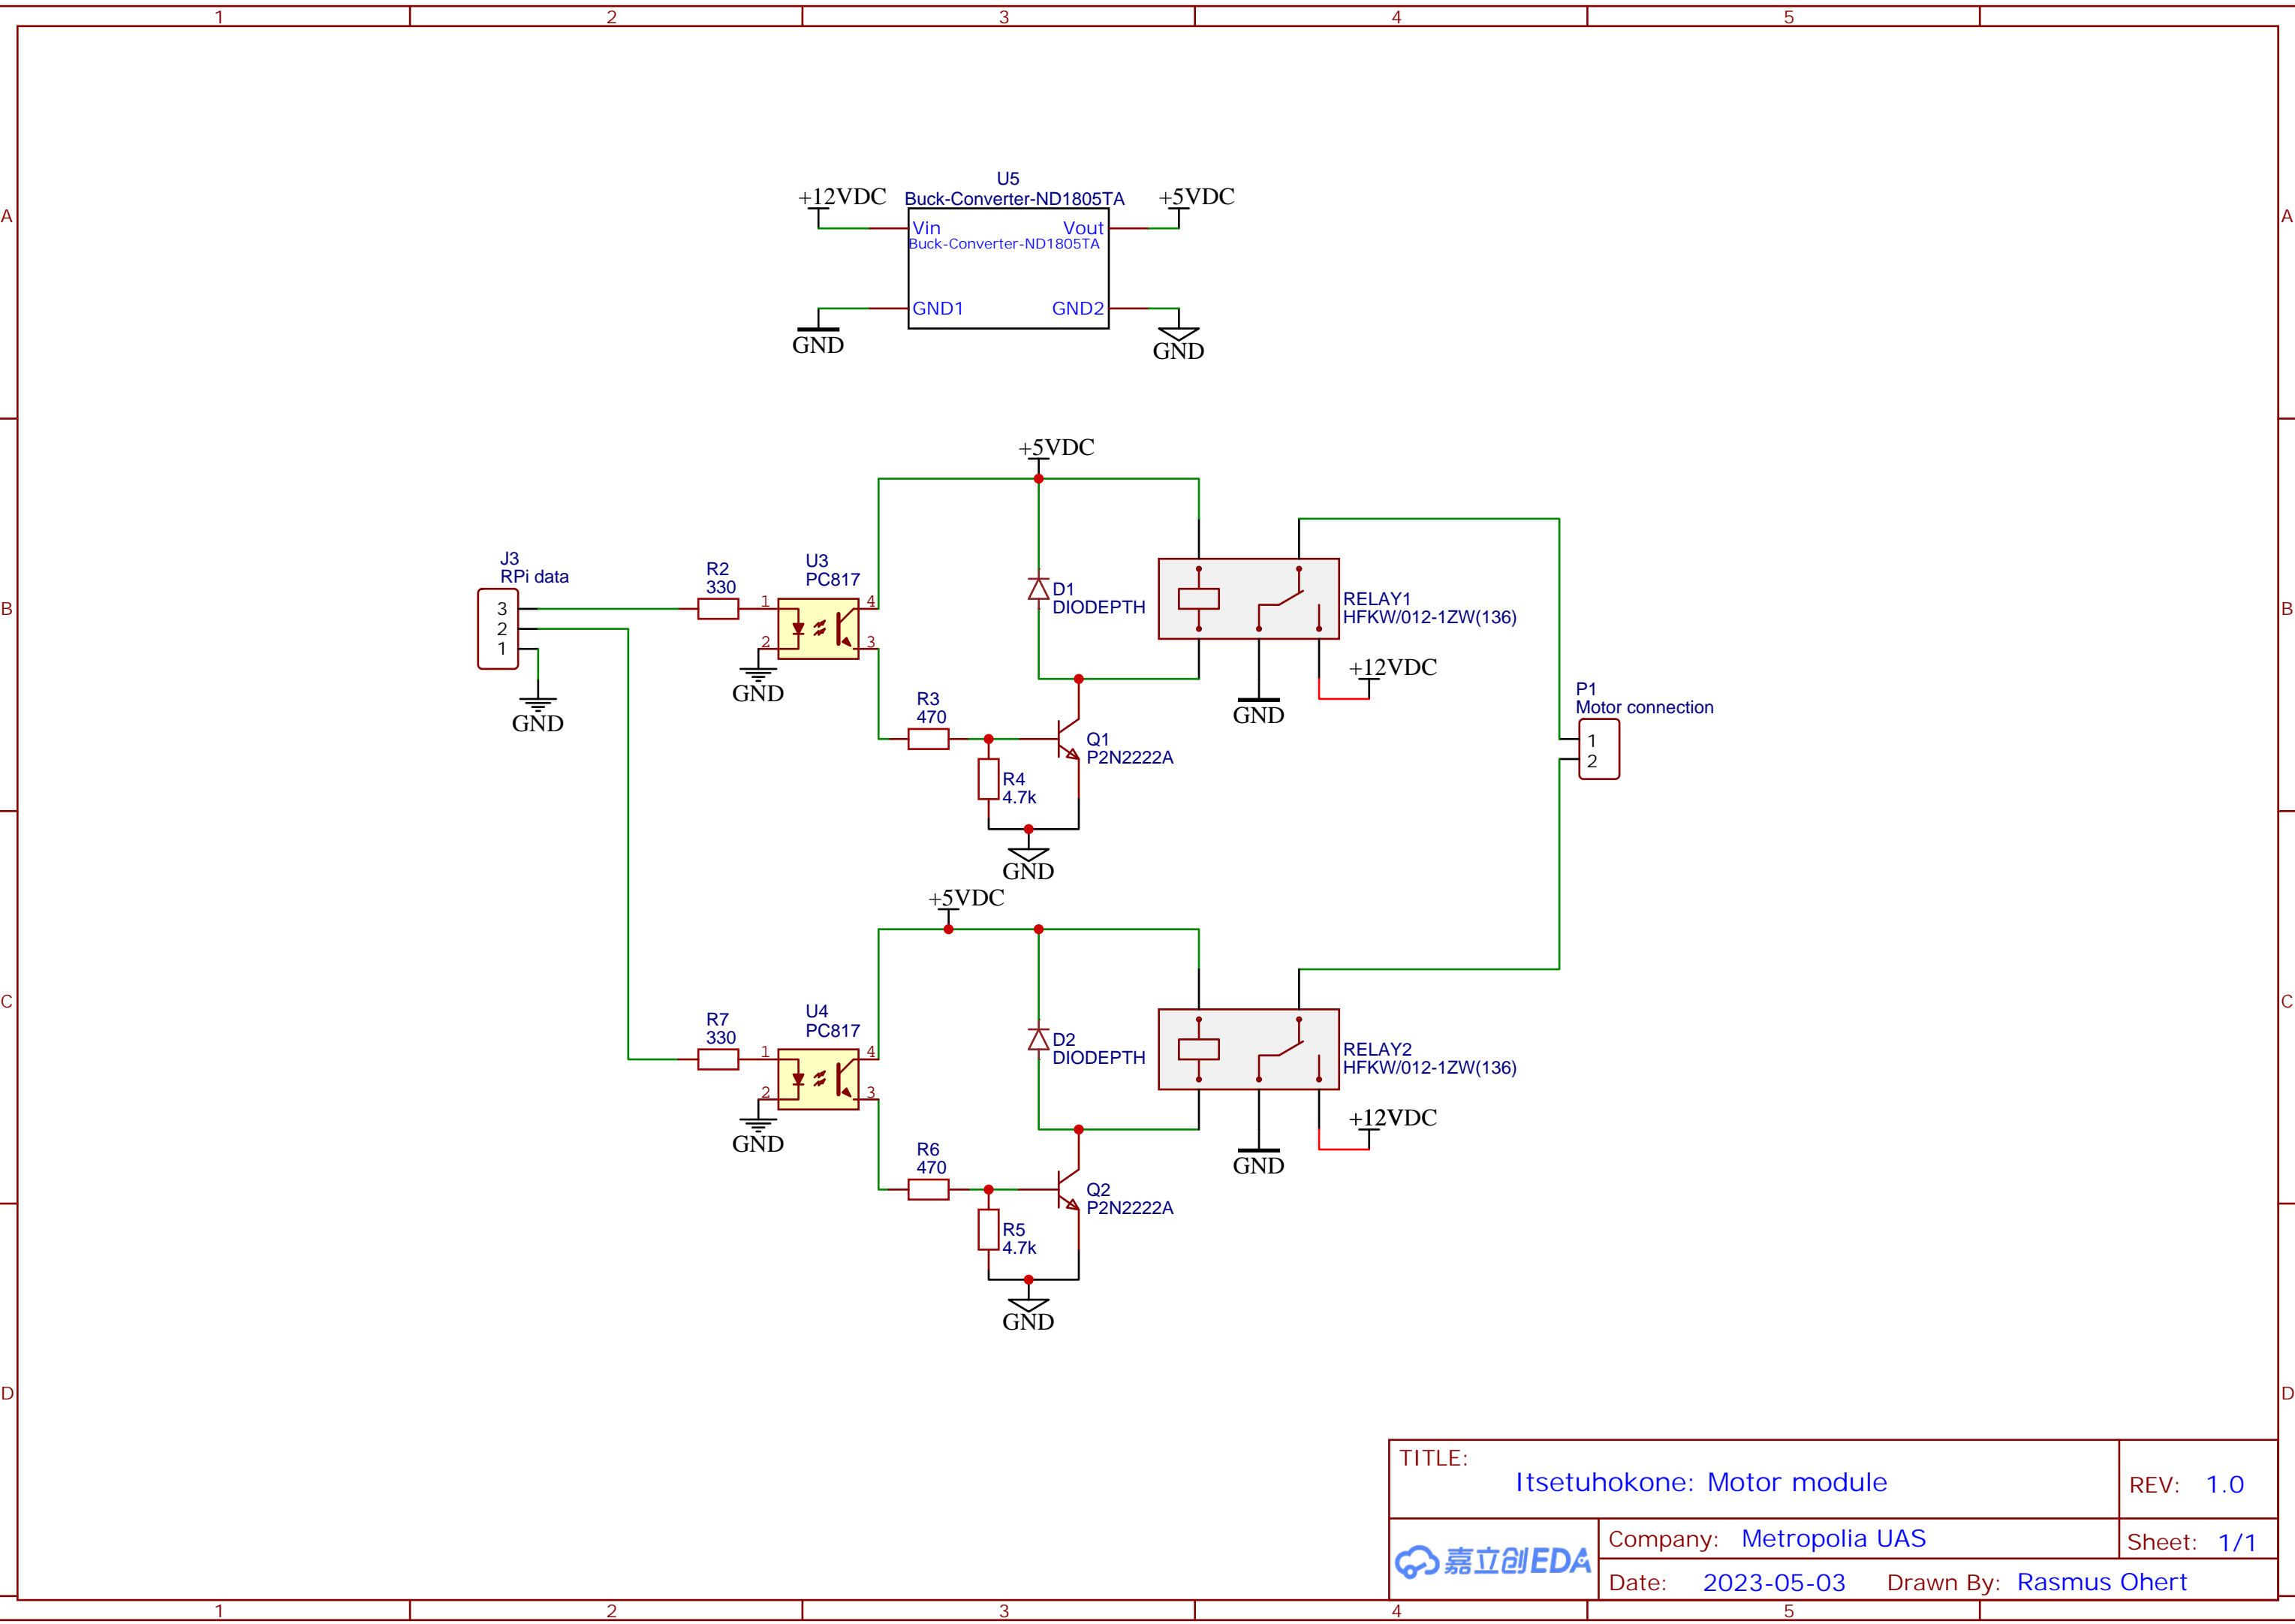 1 2 3 4 5
A A
U5
+12VDC Buck-Converter-ND1805TA +5VDC
Vin Vout
Buck-Converter-ND1805TA
GND1 GND2
GND GND
+5VDC
B B
J3
RPi data
3
2
1
GND
R2
330
U3
PC817
1 4
2 3
GND
D1
DIODEPTH
RELAY1
HFKW/012-1ZW(136)
+12VDC
GND
R3
470
Q1
P2N2222A
R4
4.7k
GND
P1
Motor connection
1
2
+5VDC
C C
R7
330
U4
PC817
1 4
2 3
GND
D2
DIODEPTH
RELAY2
HFKW/012-1ZW(136)
+12VDC
GND
R6
470
Q2
P2N2222A
R5
4.7k
GND
D D
TITLE:
Itsetuhokone: Motor module
REV: 1.0
嘉立创EDA
Company: Metropolia UAS
Sheet: 1/1
Date: 2023-05-03 Drawn By: Rasmus Ohert
1 2 3 4 5